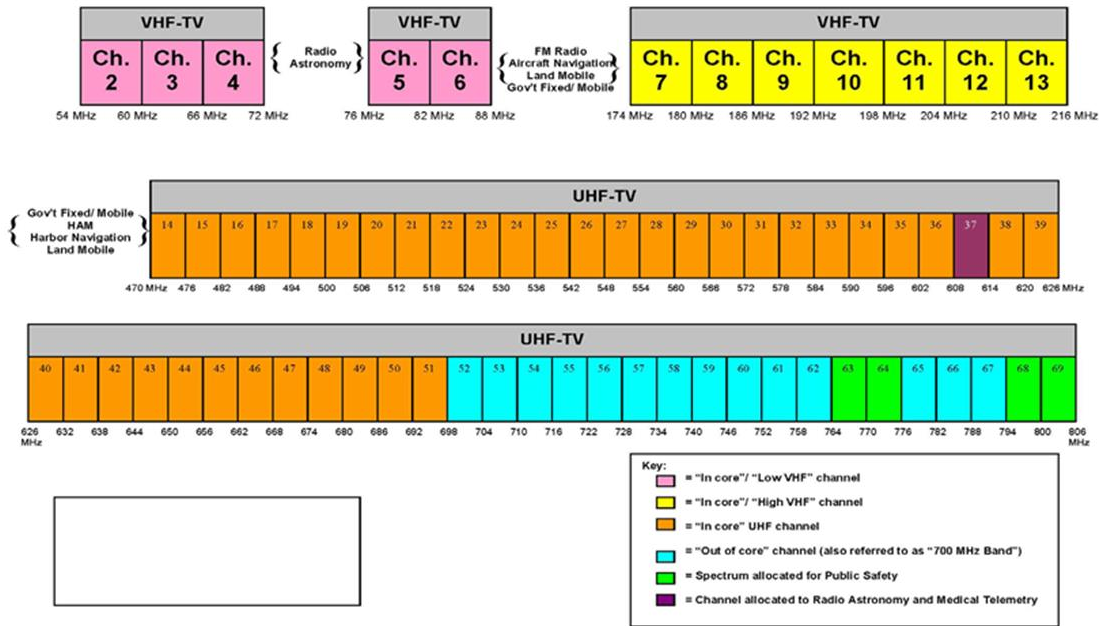 VHF-TV
VHF-TV
VHF-TV
Ch. 2 Ch. 3 Ch. 4
Radio
Astronomy
Ch. 5 Ch. 6
FM Radio
Aircraft Navigation
Land Mobile
Gov't Fixed/ Mobile
Ch. 7 Ch. 8 Ch. 9 Ch. 10 Ch. 11 Ch. 12 Ch. 13
54 MHz 60 MHz 66 MHz 72 MHz 76 MHz 82 MHz 88 MHz 174 MHz 180 MHz 186 MHz 192 MHz 198 MHz 204 MHz 210 MHz 216 MHz
UHF-TV
Gov't Fixed/ Mobile
HAM
Harbor Navigation
Land Mobile
14 15 16 17 18 19 20 21 22 23 24 25 26 27 28 29 30 31 32 33 34 35 36 37 38 39
470 MHz 476 482 488 494 500 506 512 518 524 530 536 542 548 554 560 566 572 578 584 590 596 602 608 614 620 626 MHz
UHF-TV
40 41 42 43 44 45 46 47 48 49 50 51 52 53 54 55 56 57 58 59 60 61 62 63 64 65 66 67 68 69
626 MHz 632 638 644 650 656 662 668 674 680 686 692 698 704 710 716 722 728 734 740 746 752 758 764 770 776 782 788 794 800 806 MHz
Key:
= “In core”/ “Low VHF” channel
= “In core”/ “High VHF” channel
= “In core” UHF channel
= “Out of core” channel (also referred to as “700 MHz Band”)
= Spectrum allocated for Public Safety
= Channel allocated to Radio Astronomy and Medical Telemetry